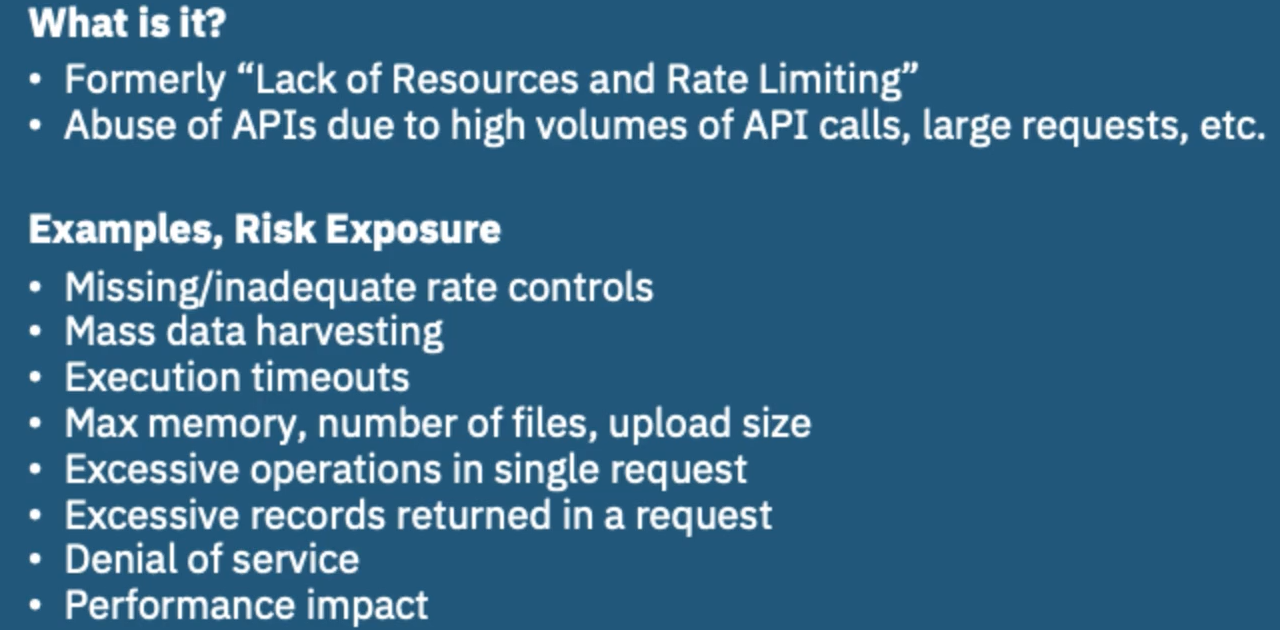 What is it?
• Formerly “Lack of Resources and Rate Limiting”
• Abuse of APIs due to high volumes of API calls, large requests, etc.
Examples, Risk Exposure
• Missing/inadequate rate controls
• Mass data harvesting
• Execution timeouts
• Max memory, number of files, upload size
• Excessive operations in single request
• Excessive records returned in a request
• Denial of service
• Performance impact